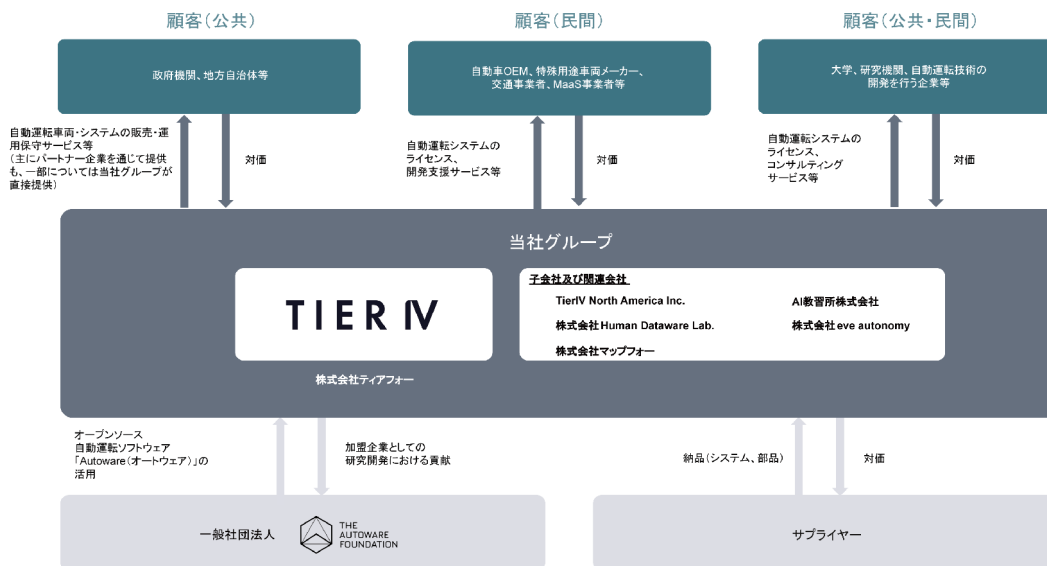 顧客(公共)
顧客(民間)
顧客(公共・民間)
政府機関、地方自治体等
自動車OEM、特殊用途車両メーカー、
交通事業者、MaaS事業者等
大学、研究機関、自動運転技術の
開発を行う企業等
自動運転車両・システムの販売・運
用保守サービス等
(主にパートナー企業を通じて提供
も、一部については当社グループが
直接提供)
対価
自動運転システムの
ライセンス、
開発支援サービス等
対価
自動運転システムの
ライセンス、
コンサルティング
サービス等
対価
当社グループ
TIER IV
株式会社ティアフォー
子会社及び関連会社
TierIV North America Inc.
株式会社Human Dataware Lab.
株式会社マップフォー
AI教習所株式会社
株式会社eve autonomy
オープンソース
自動運転ソフトウェア
「Autoware(オートウェア)」の
活用
加盟企業としての
研究開発における貢献
納品(システム、部品)
対価
一般社団法人
THE
AUTOWARE
FOUNDATION
サプライヤー